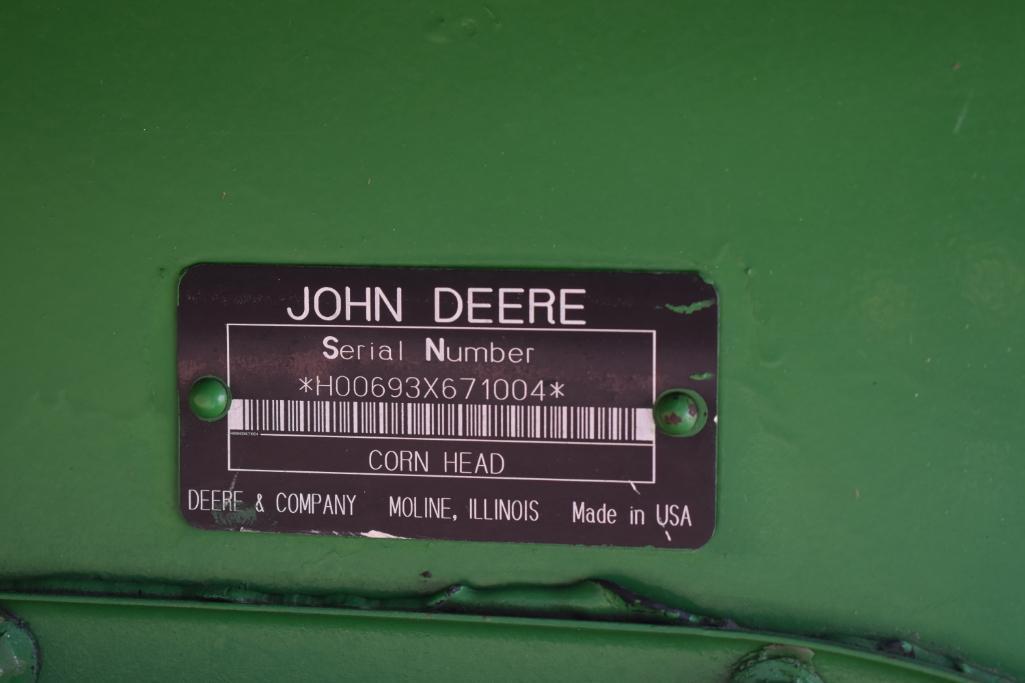 JOHN DEERE
Serial Number
*H00693X671004*
CORN HEAD
DEERE & COMPANY MOLINE, ILLINOIS Made in USA